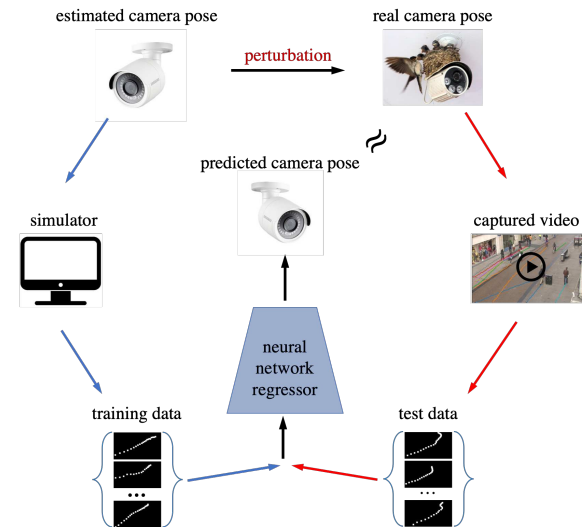 estimated camera pose
real camera pose
perturbation
predicted camera pose
simulator
captured video
neural
network
regressor
training data
test data